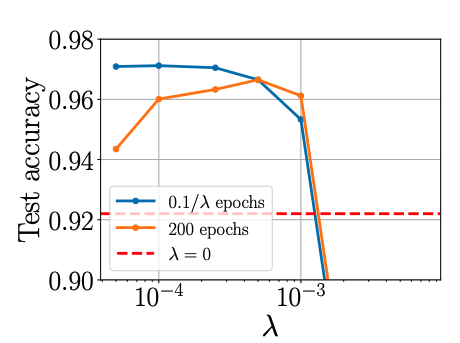 0.98
0.96
0.94
0.92
0.90
Test accuracy
0.1/λ epochs
200 epochs
λ = 0
10⁻⁴
10⁻³
λ